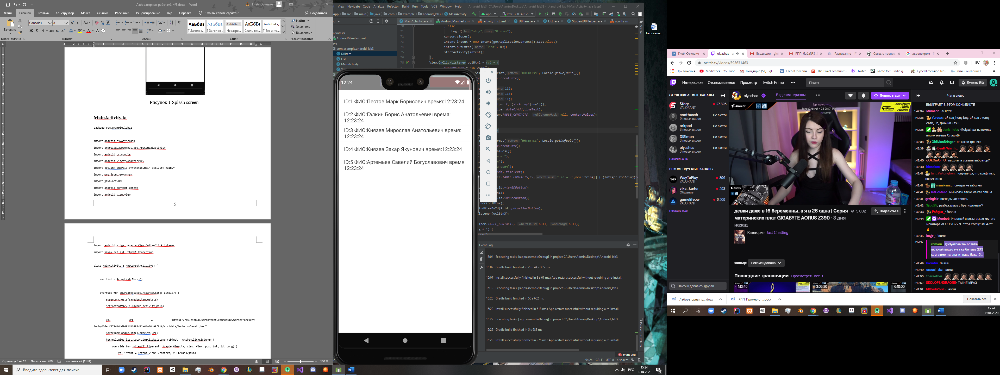 Лабораторная_работаAS №3.docx - Word
Глеб Юркевич
Файл Главная Вставка Конструктор Макет Ссылки Рассылки Рецензирование Вид Справка Что вы хотите сделать? Поделиться
Вставить
Consolas 8
Ж К Ч
АаБбВв АаБбВв АаБбВвГг, АаБбВв АаБбВвГг,
¶ Заголов... ¶ Заголов... Неразре... Стиль тек... ¶ Без инте...
Найти
Заменить
Выделить
Буфер обмена Шрифт Абзац Стили Редактирование
Рисунок 1 Splash screen
MainActivity.kt
package com.example.laba2
import android.os.AsyncTask
import androidx.appcompat.app.AppCompatActivity
import android.os.Bundle
import android.widget.AdapterView
import kotlinx.android.synthetic.main.activity_main.*
import org.json.JSONArray
import java.net.URL
import android.content.Intent
import android.view.View
5
import android.widget.AdapterView.OnItemClickListener
import javax.net.ssl.HttpsURLConnection
class MainActivity : AppCompatActivity() {
var list = ArrayList<Tech>()
override fun onCreate(savedInstanceState: Bundle?) {
super.onCreate(savedInstanceState)
setContentView(R.layout.activity_main)
val url = "https://raw.githubusercontent.com/wesleywerner/ancient-
tech/02decf875616dd9692b31658d92e64a20d99f816/src/data/techs.ruleset.json"
AsyncTaskHandleJson().execute(url)
technologies_list.setOnItemClickListener(object : OnItemClickListener {
override fun onItemClick(parent: AdapterView<*>, view: View, pos: Int, id: Long) {
val intent = Intent(view!!.context, VP::class.java)
Страница 5 из 12 Число слов: 789 английский (США) 100 %
Введите здесь текст для поиска
View Navigate Code Analyze Refactor Build Run Tools VCS Window Help Android_lab3 [C:\Users\Admin\Desktop\Android_lab3] - ...\android_lab3\MainActivity.java [app]
app src main java com example android_lab3 MainActivity app Pixel 3 XL API 29
MainActivity.java AndroidManifest.xml activity_l_ist.xml DBItem.java LIst.java StudentDBHelper.java acivity_m
anifests
AndroidManifest.xml
va
com.example.android_lab3
DBItem
LIst
MainActivity
70 } else
71 Log.d( tag: "mLog", msg: "0 rows");
72 cursor.close();
73 Intent intent = new Intent(getApplicationContext(),LIst.class);
74 intent.putExtra( name: "list", BD);
75 startActivity(intent);
76 };
78 View.OnClickListener oclBtn2 = (v) → {
currentDate = new Date();
ormat( pattern: "HH:mm:ss", Locale.getDefault());
mat(currentDate);
und: 11);
und: 11);
und: 11);
lper.F, (strArray1[num1]));
lper.dateOfAdd,timeText);
per.TABLE_CONTACTS, nullColumnHack: null, contentValues);
{
ormat( pattern: "HH:mm:ss", Locale.getDefault());
mat(currentDate);
alues();
нов ");
н");
ванович");
Add, timeText);
per.TABLE_CONTACTS,cv, whereClause: "_id = ?",new String[] { (Integer.toString(c
.id.viewBDButton);
n1);
.id.insRecButton);
ener(oclBtn2);
indViewById(R.id.updLastRecButton);
listener(oclBtn3);
elper.TABLE_CONTACTS, whereClause: null, whereArgs: null);
x + 1) {
ndom();
12:24
ID:1 ФИО:Пестов Марк Борисович время:12:23:24
ID:2 ФИО:Галкин Борис Анатольевич время:
12:23:24
ID:3 ФИО:Князев Мирослав Анатольевич время:
12:23:24
ID:4 ФИО:Князев Захар Якунович время:12:23:24
ID:5 ФИО:Артемьев Савелий Богуславович время:
12:23:24
Event Log
15:04 Executing tasks: [:app:assembleDebug] in project C:\Users\Admin\Desktop\Android_lab3
15:07 Gradle build finished in 2 m 44 s 385 ms
15:07 Install successfully finished in 3 s 61 ms.: App restart successful without requiring a re-install.
15:19 Executing tasks: [:app:assembleDebug] in project C:\Users\Admin\Desktop\Android_lab3
15:20 Gradle build finished in 50 s 602 ms
15:20 Install successfully finished in 618 ms.: App restart successful without requiring a re-install.
15:22 Executing tasks: [:app:assembleDebug] in project C:\Users\Admin\Desktop\Android_lab3
15:22 Gradle build finished in 5 s 683 ms
15:22 Install successfully finished in 275 ms.: App restart successful without requiring a re-install.
Gradle
Device File Explorer
Event Log
94:24 CRLF UTF-8 4 spaces
РУС 15:24
19.04.2020
Trebovania...
Глеб Юркевич olyashaa - Входящие - gle РПП_Лаба№3_ Расписание – Р Связь с препод адренохром - 
twitch.tv/videos/593631463
Приложения Mediathek - YouTube Входящие (51) - gl... Глеб Юркевич The PokéCommunit... Twitch Game Jolt - Indie g... Cyberdimension Ne... Личный кабинет
Интересное Отслеживаемое Просмотр Twitch Prime Поиск Купить Bits
ОТСЛЕЖИВАЕМЫЕ КАНАЛЫ
Sfory 27 896
VALORANT
cnotbusch Не в сети
9 новых видео
orkpod Не в сети
8 новых видео
DiSimon Не в сети
3 новых видео
olyashaa Не в сети
3 новых видео
Показать еще
РЕКОМЕНДУЕМЫЕ КАНАЛЫ
WayToPlay 896
VALORANT
vika_karter 293
Общение
gamelifeow 6 209
VALORANT
Показать еще
Найти и добавить друзей
olyashaa Видеоматериалы Подписаться
AORUS
девки даже в 16 беременны, а я в 26 одна | Серия
материнских плат GIGABYTE AORUS Z390 · 3 дня
назад
5 002 Поделиться
Категория: Just Chatting
Фильтр: Рекомендовано
Последние трансляции Просмотреть все
1:13:40 3:03:30 6:10:00
Чат в видео
ВЫЙГРАЕТ В ЭТОМ КОНФЛИКТЕ
1:42:34 Mumarin: АОРУС
1:42:36 Yuresss: ай хев jhony boy, ай хев э tomy
cash, uh, Джонни Кээш
1:42:38 denis_lutz: @olyashaa ты походу
плохо знаешь Оляшу)))
1:42:38 OblivionBringer: ля какие треники
1:42:39 DeathWishh_:
1:42:40 gOkOmOmO: ты хотела сказать вибратор?
1:42:40
1:42:41 Jan_Vertonghen: получается, что конфликт,
получается
1:42:41 mimikaaa_: смотри не заболей
1:42:41 JefCostello: мы мрази такие же как оляша
1:42:41 grekglek: погладь чат теперь
1:42:42 3jiou25: разбежалась с братишкиным?
1:42:44 Pofigist_: !aorus
1:42:44 Moobot: Участвуй в розыгрыше крутого
монитора AORUS CV27F https://bit.ly/3aL47ct
1:42:45 koyjr_: !auros
1:42:47 romarn: @olyashaa так олямба
включай видео тут уже больше 20%
комплименты значит надо бежатб...
1:42:49 !aurus
1:42:49 casual_skz: !aorus
1:42:50 thereether:
1:42:52 SKOLOPENDRAONE: ТЫ НЕ МРАЗ
1:42:52 b0tkuhr1993: !aorus
Лабораторная_р....docx РПП_Пример от....docx Показать все
15:24
19.04.2020